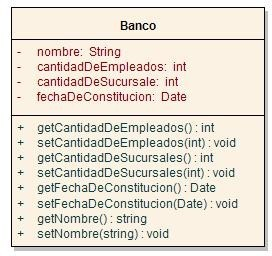 Banco
- nombre: String
- cantidadDeEmpleados: int
- cantidadDeSucursale: int
- fechaDeConstitucion: Date
+ getCantidadDeEmpleados() : int
+ setCantidadDeEmpleados(int) : void
+ getCantidadDeSucursales() : int
+ setCantidadDeSucursales(int) : void
+ getFechaDeConstitucion() : Date
+ setFechaDeConstitucion(Date) : void
+ getNombre() : string
+ setNombre(string) : void